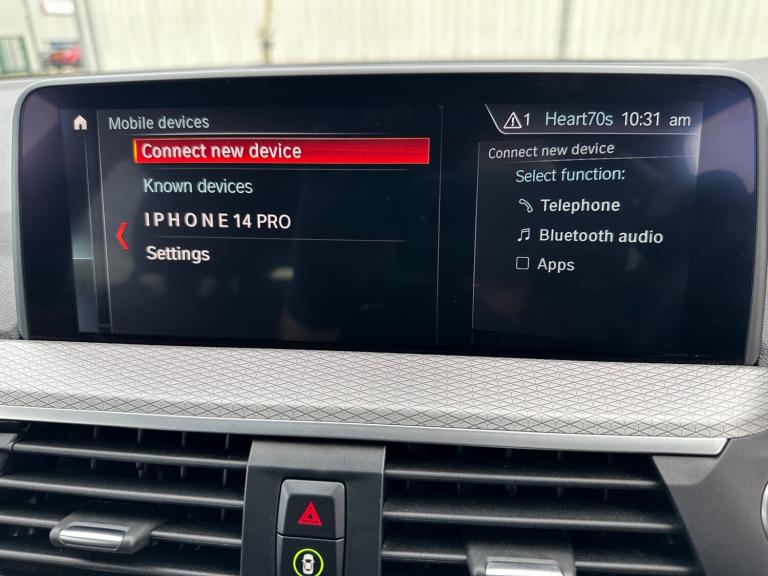 Mobile devices
Connect new device
Known devices
IPHONE 14 PRO
Settings
1 Heart70s 10:31 am
Connect new device
Select function:
Telephone
Bluetooth audio
Apps